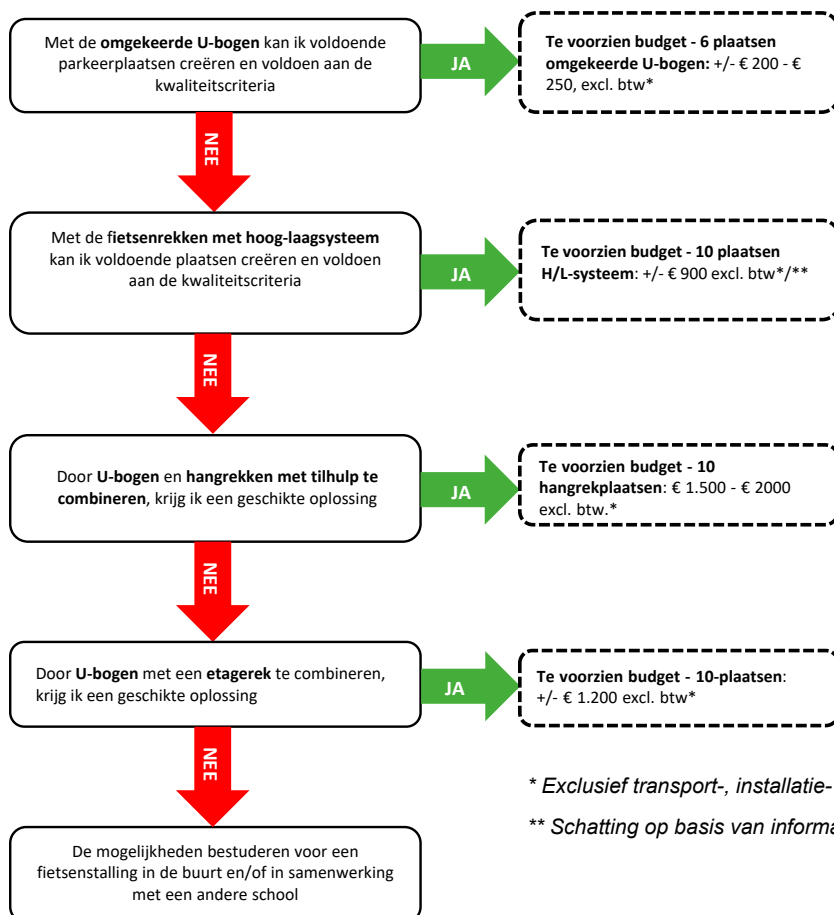 Met de omgekeerde U-bogen kan ik voldoende
parkeerplaatsen creëren en voldoen aan de
kwaliteitscriteria
JA
Te voorzien budget - 6 plaatsen
omgekeerde U-bogen: +/- € 200 - €
250, excl. btw*
NEE
Met de fietsenrekken met hoog-laagsysteem
kan ik voldoende plaatsen creëren en voldoen
aan de kwaliteitscriteria
JA
Te voorzien budget - 10 plaatsen
H/L-systeem: +/- € 900 excl. btw*/**
NEE
Door U-bogen en hangrekken met tilhulp te
combineren, krijg ik een geschikte oplossing
JA
Te voorzien budget - 10
hangrekplaatsen: € 1.500 - € 2000
excl. btw.*
NEE
Door U-bogen met een etagerek te combineren,
krijg ik een geschikte oplossing
JA
Te voorzien budget - 10-plaatsen:
+/- € 1.200 excl. btw*
NEE
* Exclusief transport-, installatie-
** Schatting op basis van informa
De mogelijkheden bestuderen voor een
fietsenstalling in de buurt en/of in samenwerking
met een andere school